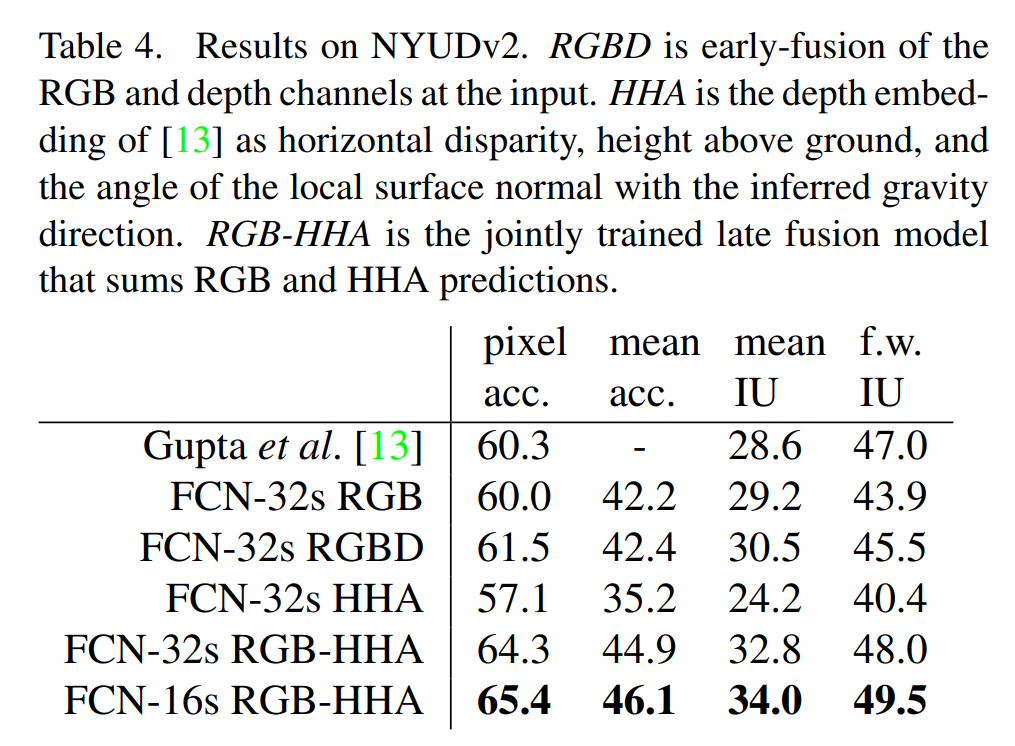 Table 4. Results on NYUDv2. RGBD is early-fusion of the
RGB and depth channels at the input. HHA is the depth embed-
ding of [13] as horizontal disparity, height above ground, and
the angle of the local surface normal with the inferred gravity
direction. RGB-HHA is the jointly trained late fusion model
that sums RGB and HHA predictions.
pixel mean mean f.w.
acc. acc. IU IU
Gupta et al. [13] 60.3 - 28.6 47.0
FCN-32s RGB 60.0 42.2 29.2 43.9
FCN-32s RGBD 61.5 42.4 30.5 45.5
FCN-32s HHA 57.1 35.2 24.2 40.4
FCN-32s RGB-HHA 64.3 44.9 32.8 48.0
FCN-16s RGB-HHA 65.4 46.1 34.0 49.5